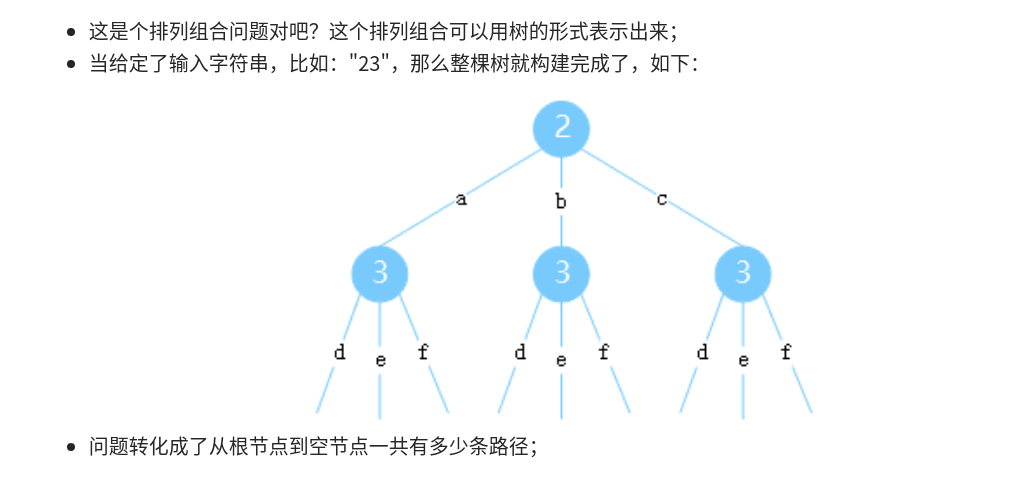 这是个排列组合问题对吧？这个排列组合可以用树的形式表示出来；
当给定了输入字符串，比如："23"，那么整棵树就构建完成了，如下：
2
a b c
3 3 3
d e f d e f d e f
问题转化成了从根节点到空节点一共有多少条路径；